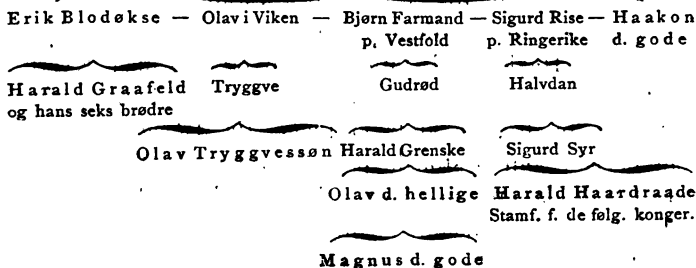 Erik Blodøkse — Olav i Viken — Bjørn Farmand — Sigurd Rise — Haakon
p. Vestfold p. Ringerike d. gode
Harald Graafeld Tryggve Gudrød Halvdan
og hans seks brødre
Olav Tryggvessøn Harald Grenske Sigurd Syr
Olav d. hellige Harald Haardraade
Stamf. f. de følg. konger.
Magnus d. gode